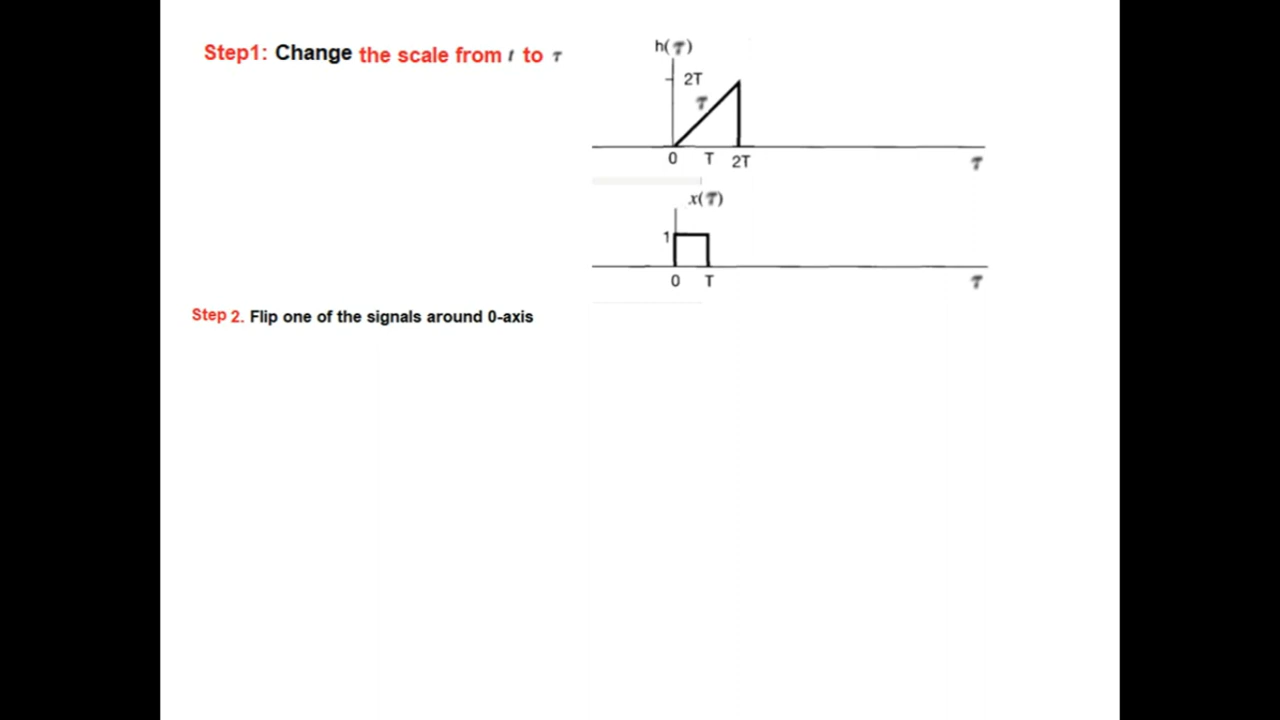 Step1: Change the scale from t to τ
h(τ)
2T
τ
0 T 2T
τ
x(τ)
1
0 T
τ
Step 2. Flip one of the signals around 0-axis